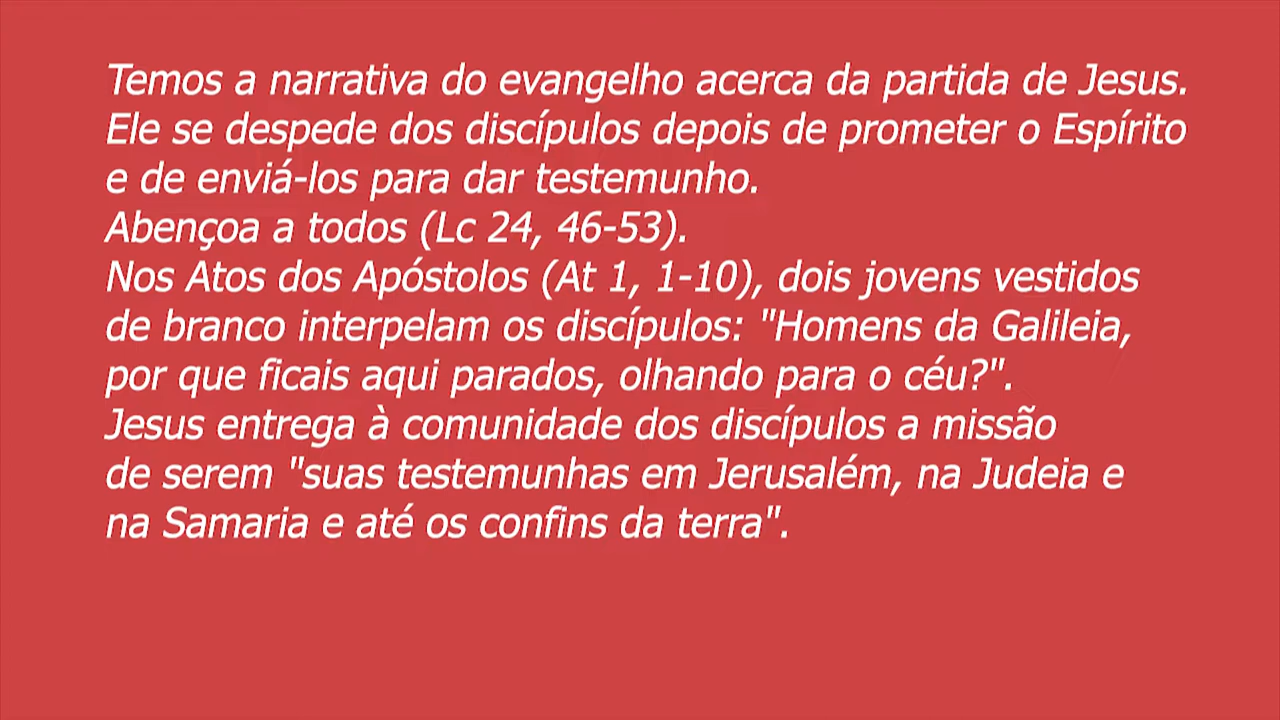 Temos a narrativa do evangelho acerca da partida de Jesus.
Ele se despede dos discípulos depois de prometer o Espírito
e de enviá-los para dar testemunho.
Abençoa a todos (Lc 24, 46-53).
Nos Atos dos Apóstolos (At 1, 1-10), dois jovens vestidos
de branco interpelam os discípulos: "Homens da Galileia,
por que ficais aqui parados, olhando para o céu?".
Jesus entrega à comunidade dos discípulos a missão
de serem "suas testemunhas em Jerusalém, na Judeia e
na Samaria e até os confins da terra".